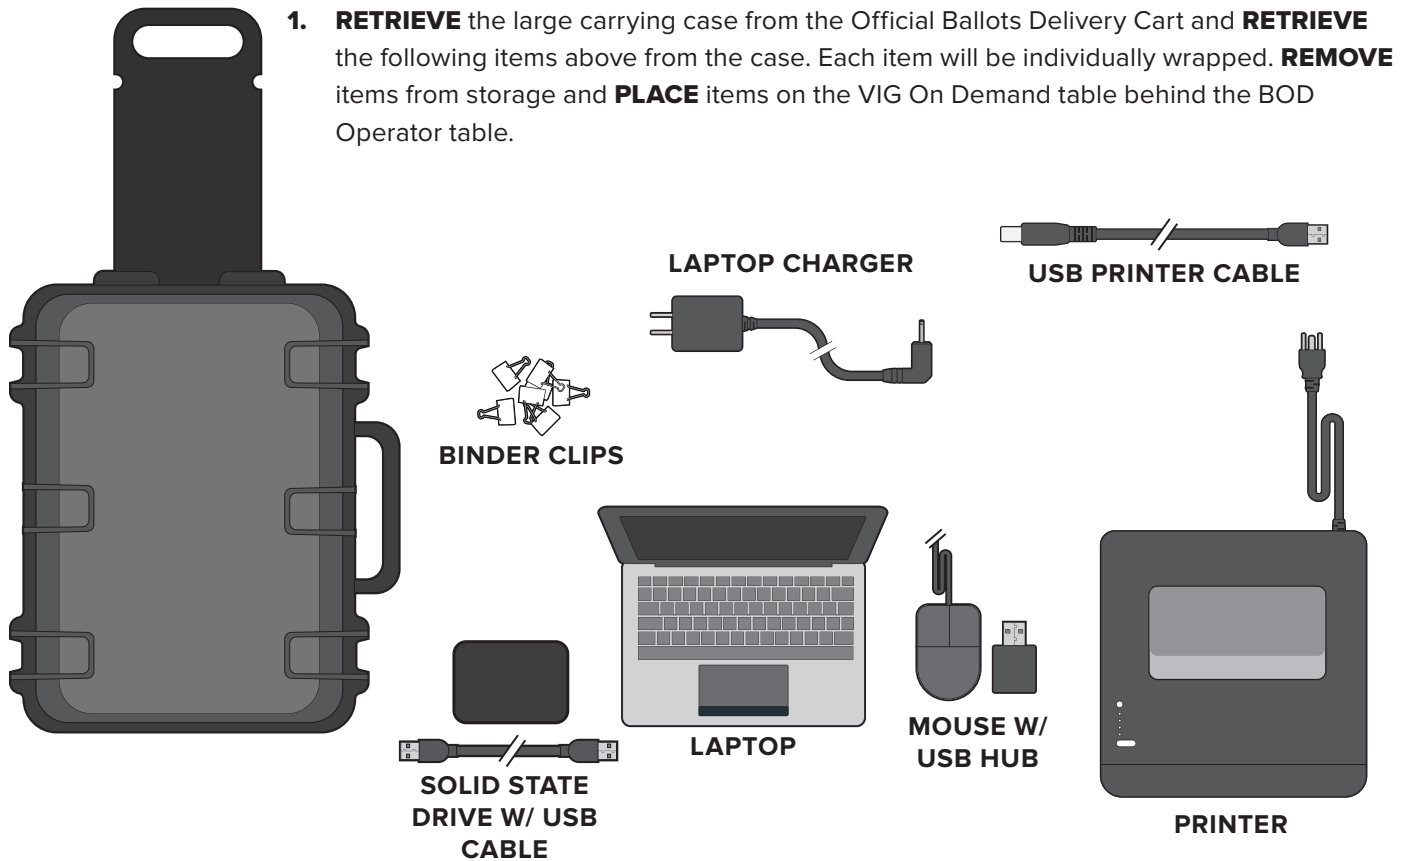 1. RETRIEVE the large carrying case from the Official Ballots Delivery Cart and RETRIEVE
the following items above from the case. Each item will be individually wrapped. REMOVE
items from storage and PLACE items on the VIG On Demand table behind the BOD
Operator table.
USB PRINTER CABLE
LAPTOP CHARGER
BINDER CLIPS
LAPTOP
MOUSE W/
USB HUB
SOLID STATE
DRIVE W/ USB
CABLE
PRINTER